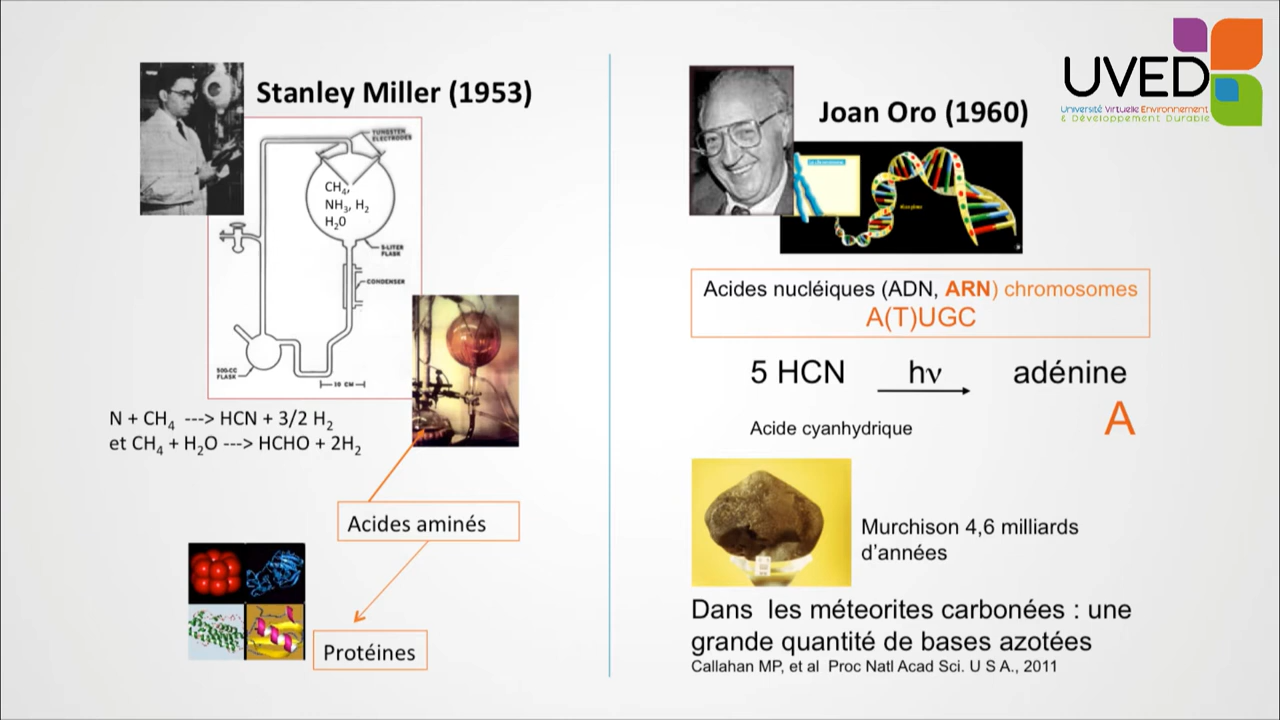 Stanley Miller (1953)
TUNGSTEN
ELECTRODES
CH₄,
NH₃, H₂
H₂0
5-LITER
FLASK
CONDENSER
500-CC
FLASK
10 CM
N + CH₄ ---> HCN + 3/2 H₂
et CH₄ + H₂O ---> HCHO + 2H₂
Acides aminés
Protéines
Joan Oro (1960)
UVED
Université Virtuelle Environnement
& Développement Durable
Acides nucléiques (ADN, ARN) chromosomes
A(T)UGC
5 HCN hν adénine
Acide cyanhydrique
A
Murchison 4,6 milliards
d’années
Dans les méteorites carbonées : une
grande quantité de bases azotées
Callahan MP, et al Proc Natl Acad Sci. U S A., 2011